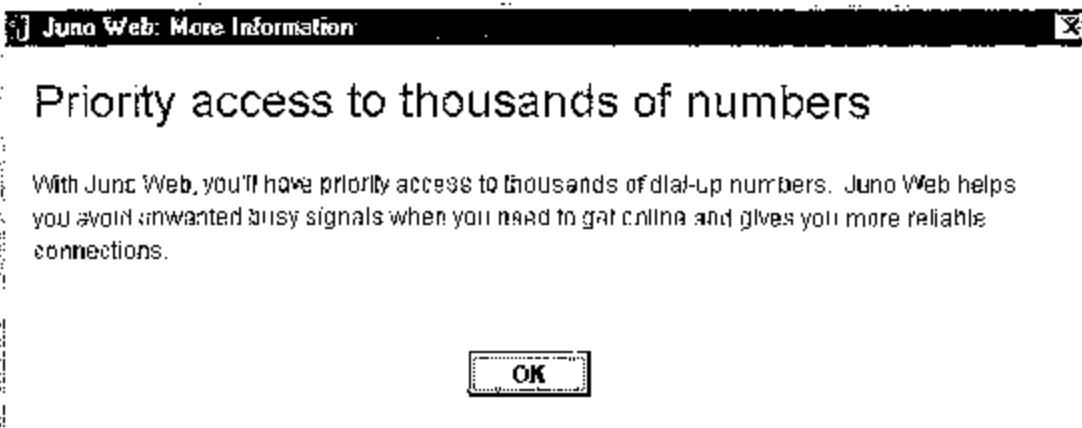 Juno Web: More Information
Priority access to thousands of numbers
With Juno Web, you'll have priority access to thousands of dial-up numbers. Juno Web helps
you avoid unwanted busy signals when you need to get online and gives you more reliable
connections.
OK